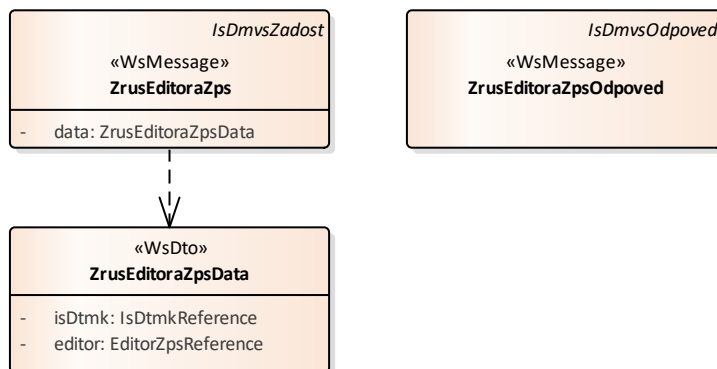 IsDmvsZadost
«WsMessage»
ZrusEditoraZps
- data: ZrusEditoraZpsData
IsDmvsOdpoved
«WsMessage»
ZrusEditoraZpsOdpoved
«WsDto»
ZrusEditoraZpsData
- isDtmk: IsDtmkReference
- editor: EditorZpsReference